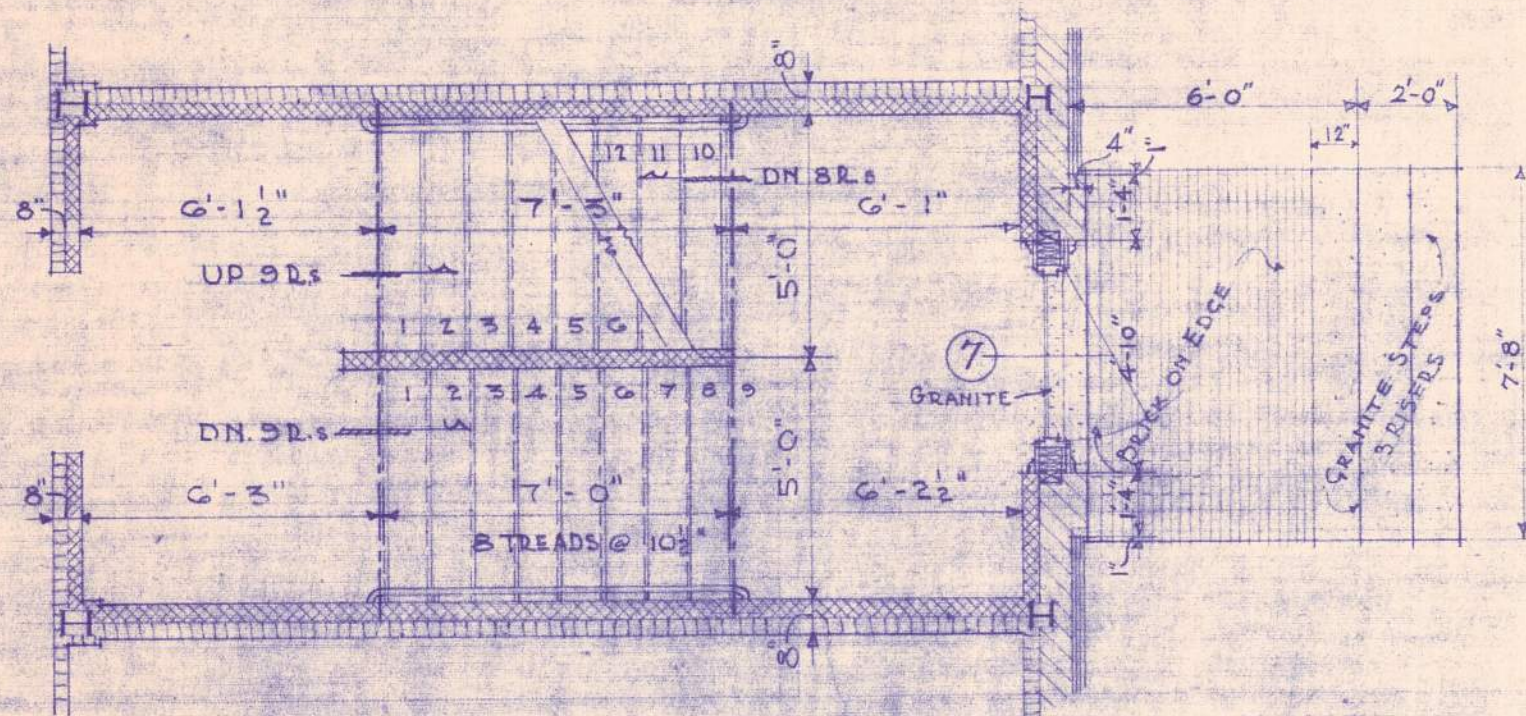 8"
6'-0"
2'-0"
12"
4"
1"
12 11 10
DN 8R.s
8"
6'-1 1/2"
6'-1"
1'-4"
UP 9R.s
5'-0"
1 2 3 4 5 6
7
4'-10"
BRICK ON EDGE
GRANITE STEPS
3 RISERS
7'-8"
GRANITE
1 2 3 4 5 6 7 8 9
DN. 9R.s
5'-0"
8"
6'-3"
7'-0"
6'-2 1/2"
1'-4"
8 TREADS @ 10 1/2"
1"
8"